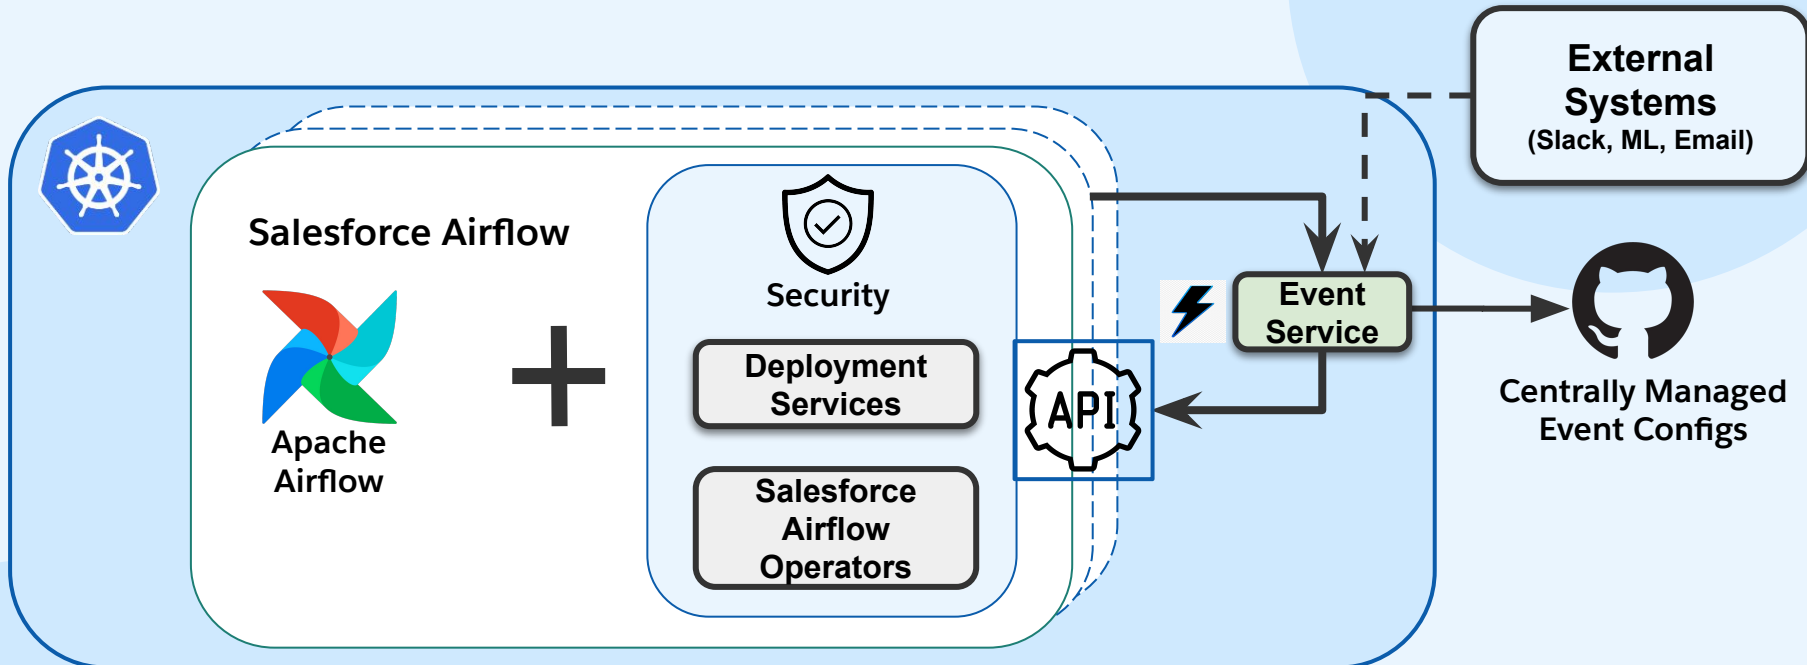 External
Systems
(Slack, ML, Email)
Salesforce Airflow
Apache
Airflow
Security
Deployment
Services
Salesforce
Airflow
Operators
API
Event
Service
Centrally Managed
Event Configs